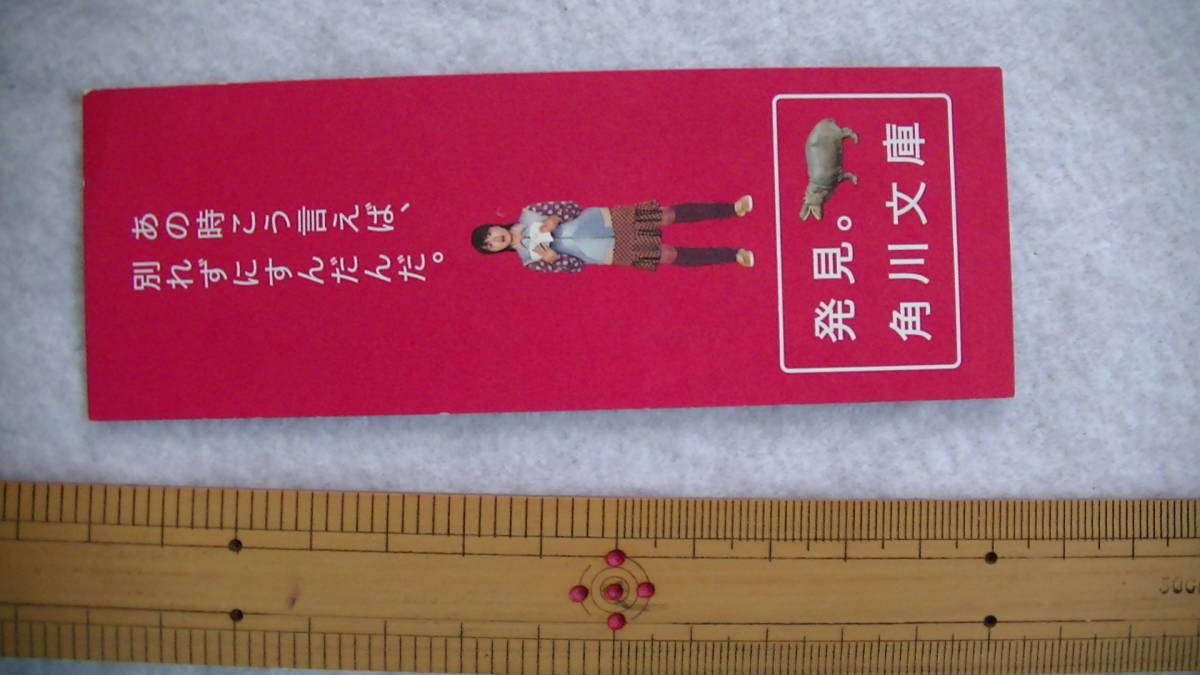 あの時こう言えば、
別れずにすんだんだ。
発見。
角川文庫